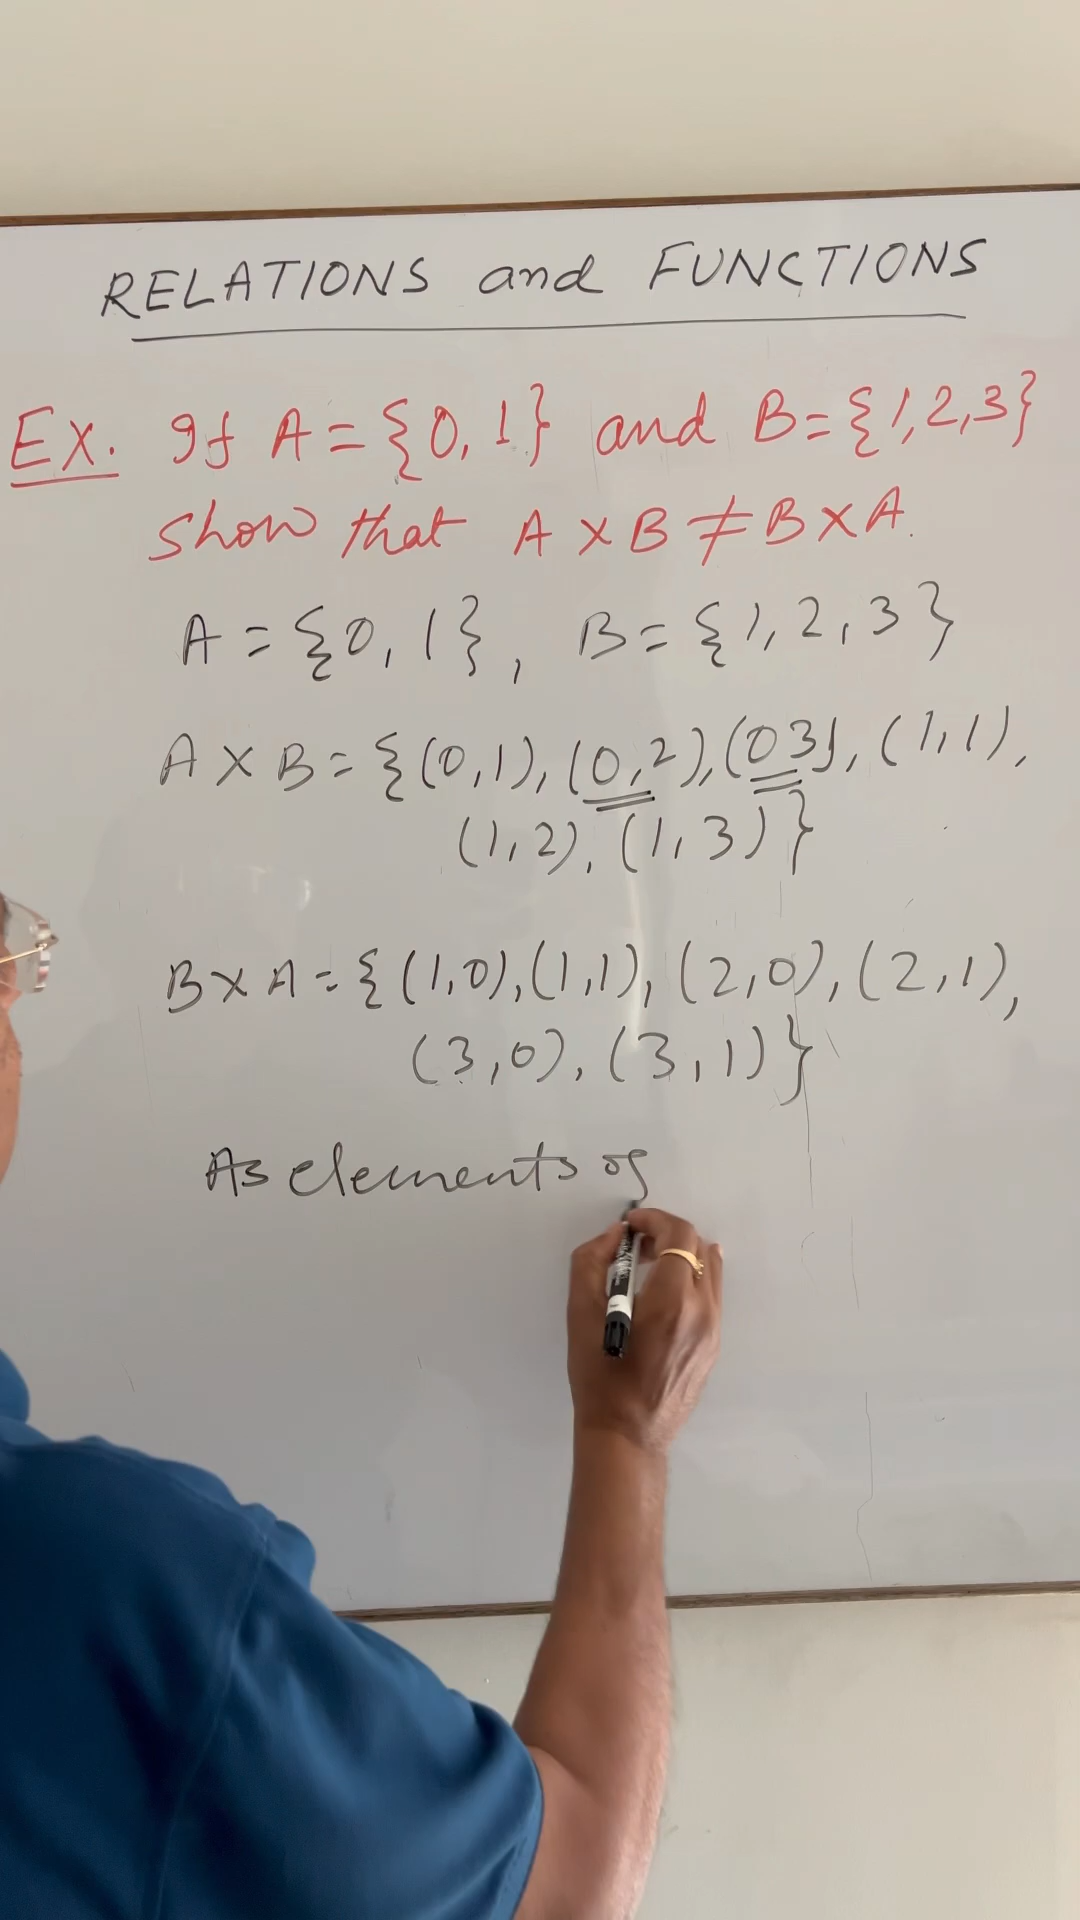 RELATIONS and FUNCTIONS
Ex. If A = {0, 1} and B = {1, 2, 3}
show that A × B ≠ B × A.
A = {0, 1}, B = {1, 2, 3}
A × B = {(0,1), (0,2), (0 3), (1,1),
(1,2), (1,3)}
B × A = {(1,0), (1,1), (2,0), (2,1),
(3,0), (3,1)}
As elements of